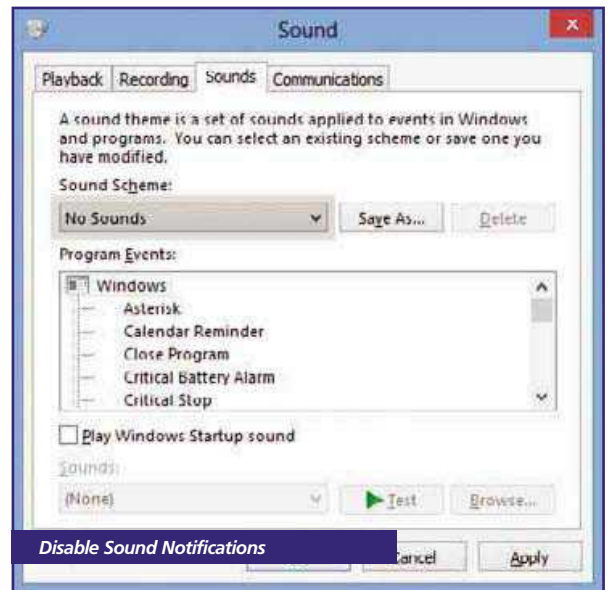 Sound
x
Playback Recording Sounds Communications
A sound theme is a set of sounds applied to events in Windows
and programs. You can select an existing scheme or save one you
have modified.
Sound Scheme:
No Sounds Save As... Delete
Program Events:
Windows
Asterisk
Calendar Reminder
Close Program
Critical Battery Alarm
Critical Stop
Play Windows Startup sound
Sounds:
(None) Test Browse...
Disable Sound Notifications
Cancel Apply